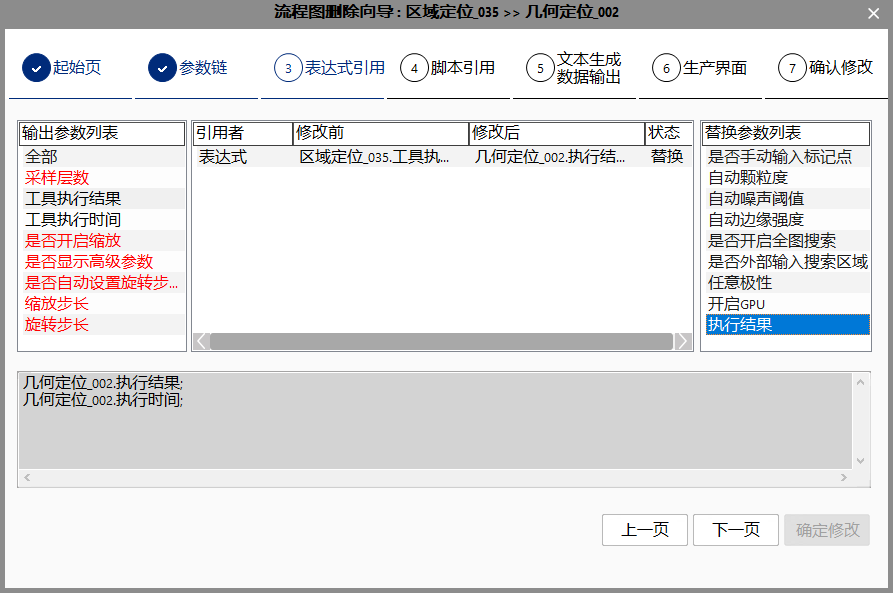 流程图删除向导 : 区域定位_035 >> 几何定位_002
起始页
参数链
3 表达式引用
4 脚本引用
5 文本生成
数据输出
6 生产界面
7 确认修改
输出参数列表
全部
采样层数
工具执行结果
工具执行时间
是否开启缩放
是否显示高级参数
是否自动设置旋转步...
缩放步长
旋转步长
引用者 修改前 修改后 状态
表达式 区域定位_035.工具执... 几何定位_002.执行结... 替换
替换参数列表
是否手动输入标记点
自动颗粒度
自动噪声阈值
自动边缘强度
是否开启全图搜索
是否外部输入搜索区域
任意极性
开启GPU
执行结果
几何定位_002.执行结果;
几何定位_002.执行时间;
上一页 下一页 确定修改